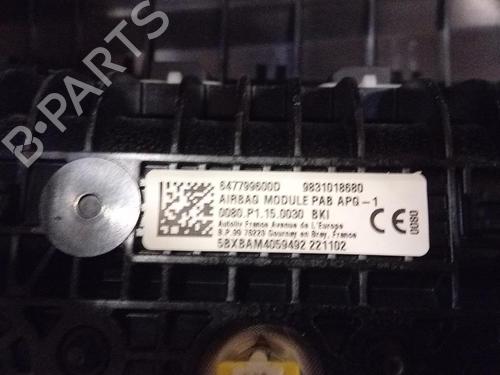 B-PARTS
647799600D 9831018680
AIRBAG MODULE PAB APG-1
0080.P1.15.0030 BKI
Autoliv France Avenue de L'Europe
B.P 99 76220 Gournay en Bray, France
58XBAM4059492 221102
CE
0080